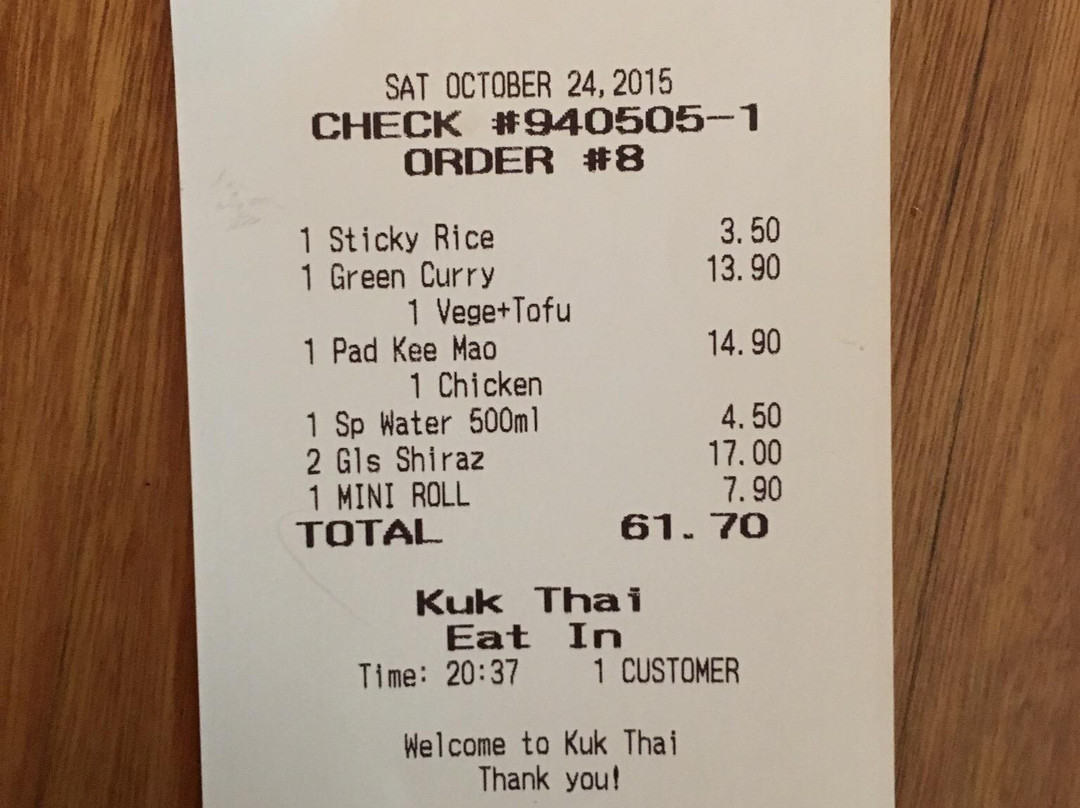 SAT OCTOBER 24,2015
CHECK #940505-1
ORDER #8
1 Sticky Rice 3.50
1 Green Curry 13.90
1 Vege+Tofu
1 Pad Kee Mao 14.90
1 Chicken
1 Sp Water 500ml 4.50
2 Gls Shiraz 17.00
1 MINI ROLL 7.90
TOTAL 61.70
Kuk Thai
Eat In
Time: 20:37 1 CUSTOMER
Welcome to Kuk Thai
Thank you!